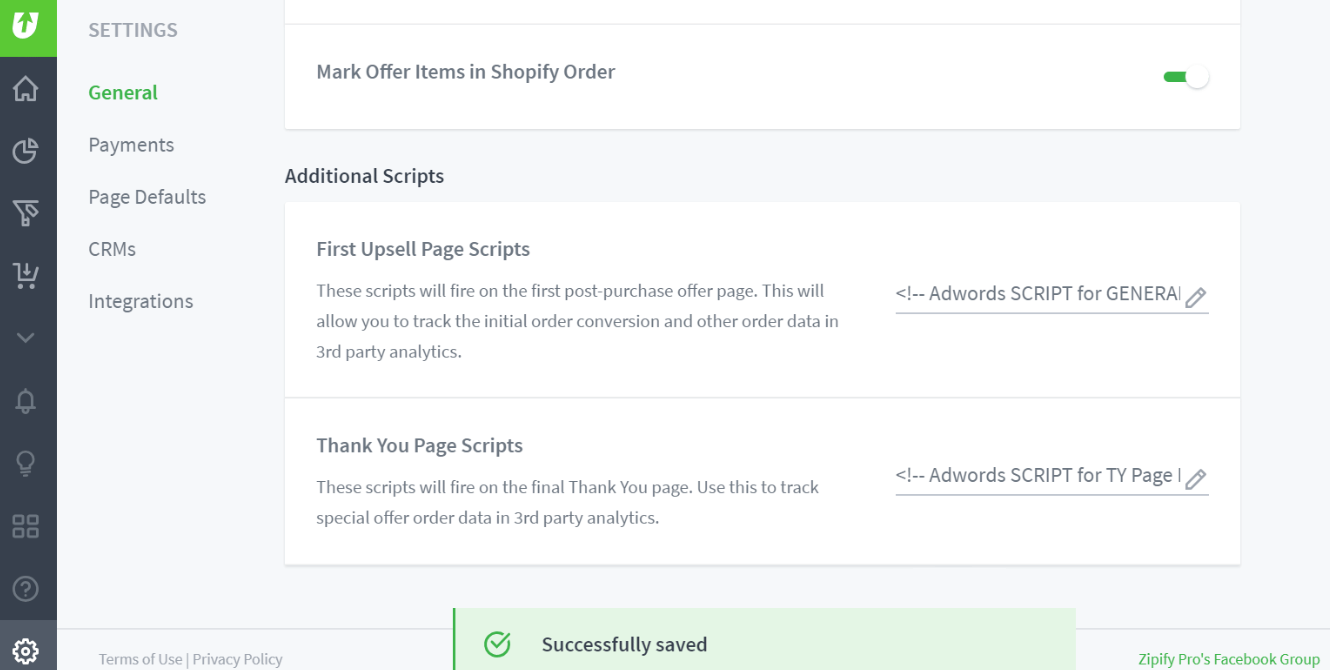 SETTINGS
General
Payments
Page Defaults
CRMs
Integrations
Mark Offer Items in Shopify Order
Additional Scripts
First Upsell Page Scripts
These scripts will fire on the first post-purchase offer page. This will
allow you to track the initial order conversion and other order data in
3rd party analytics.
<!-- Adwords SCRIPT for GENERAL
Thank You Page Scripts
These scripts will fire on the final Thank You page. Use this to track
special offer order data in 3rd party analytics.
<!-- Adwords SCRIPT for TY Page
Successfully saved
Terms of Use | Privacy Policy
Zipify Pro's Facebook Group